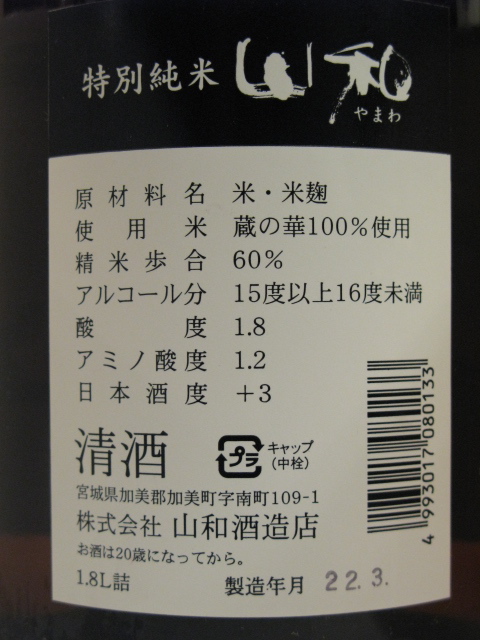 特別純米 山和
やまわ
原材料名 米・米麹
使用米 蔵の華100%使用
精米歩合 60%
アルコール分 15度以上16度未満
酸度 1.8
アミノ酸度 1.2
日本酒度 +3
清酒 プラ キャップ
(中栓)
宮城県加美郡加美町字南町109-1
株式会社 山和酒造店
お酒は20歳になってから。
1.8L詰 製造年月 22.3.
4993017080133